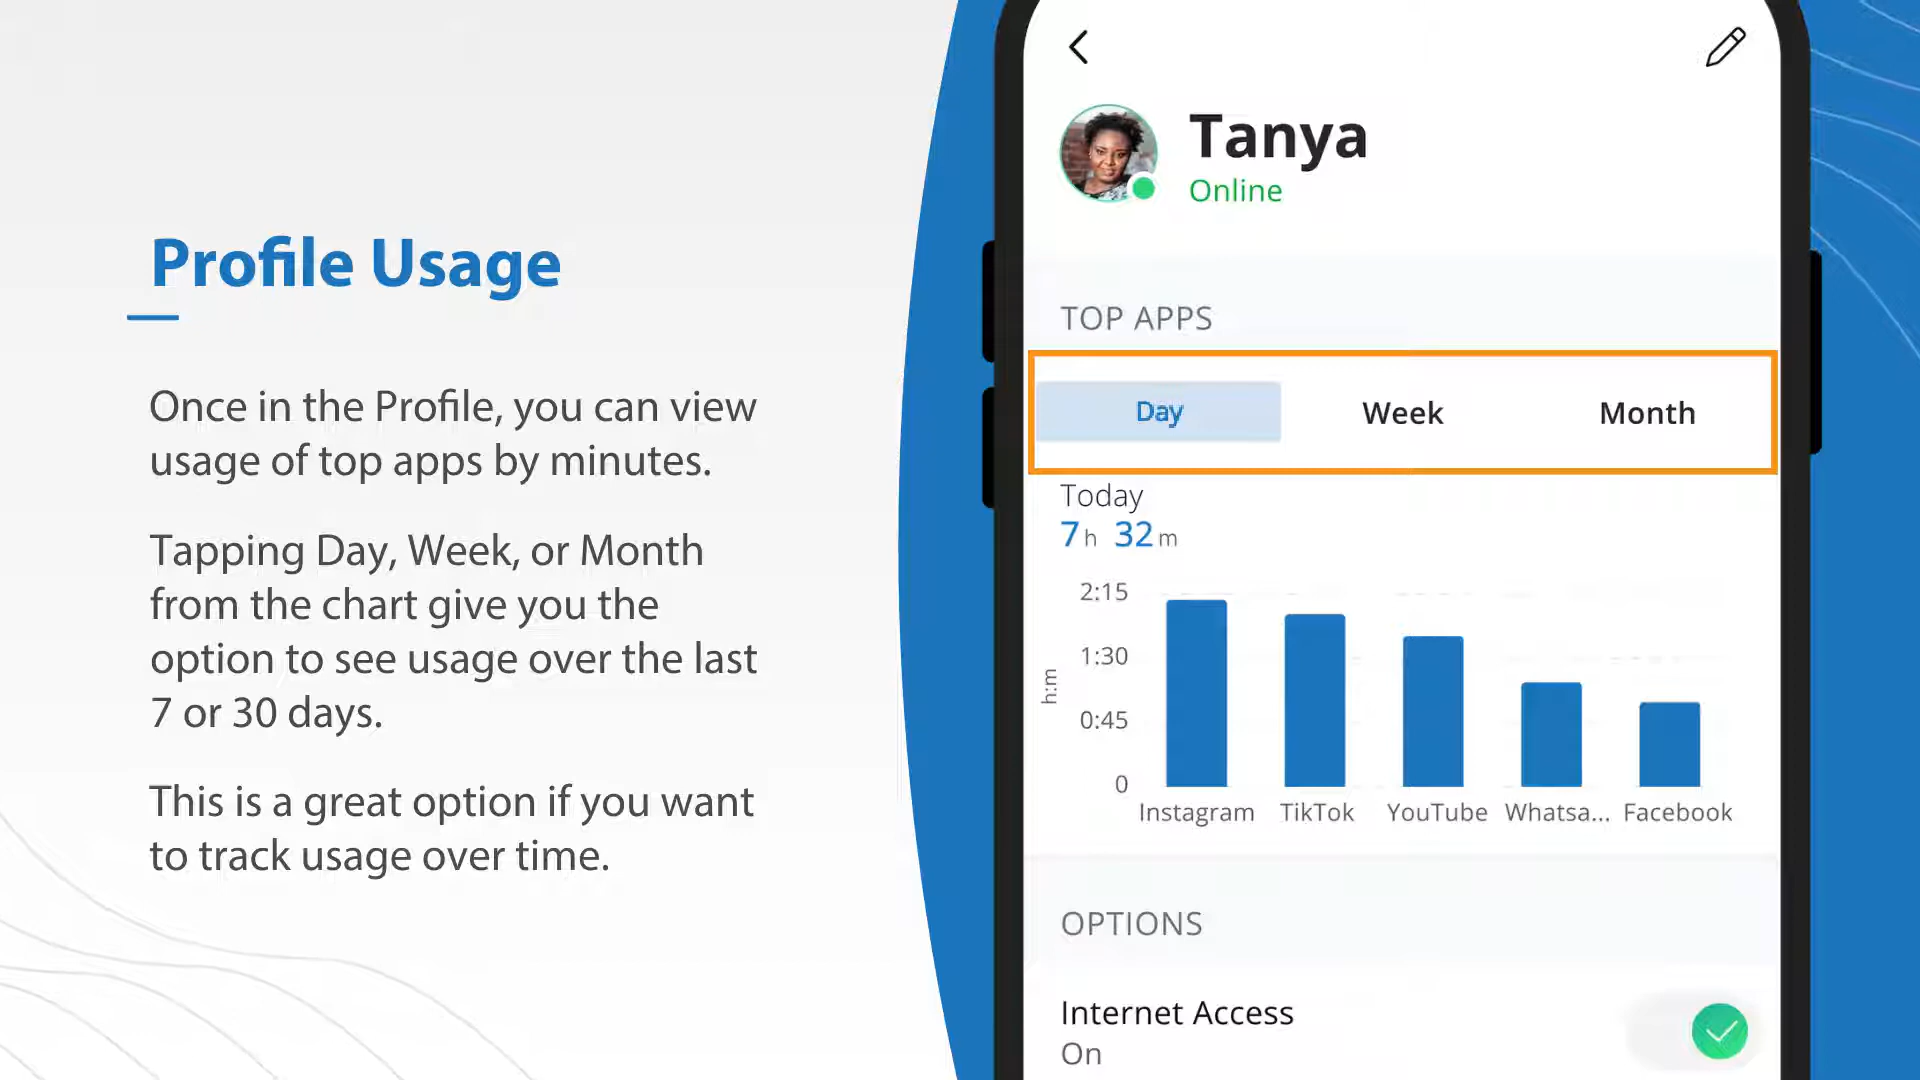 Profile Usage
Once in the Profile, you can view
usage of top apps by minutes.
Tapping Day, Week, or Month
from the chart give you the
option to see usage over the last
7 or 30 days.
This is a great option if you want
to track usage over time.
Tanya
Online
TOP APPS
Day Week Month
Today
7 h 32 m
2:15
1:30
0:45
0
h:m
Instagram TikTok YouTube Whatsa... Facebook
OPTIONS
Internet Access
On